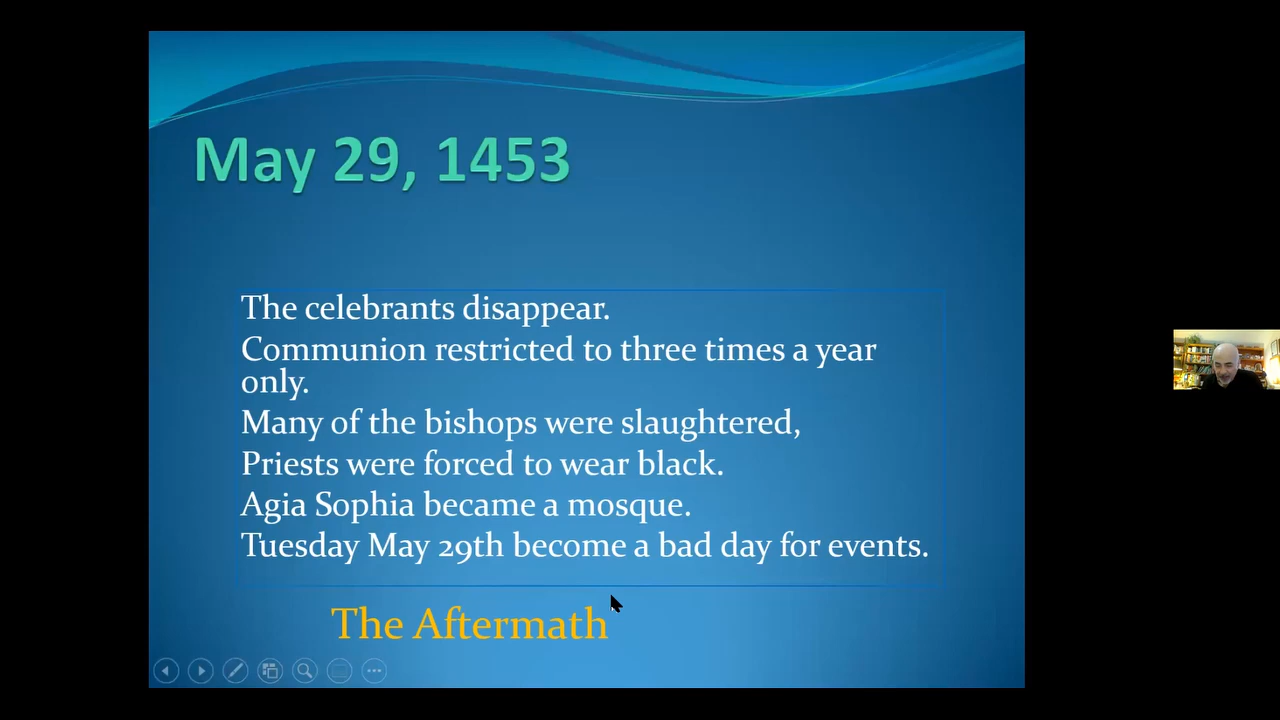 May 29, 1453
The celebrants disappear.
Communion restricted to three times a year
only.
Many of the bishops were slaughtered,
Priests were forced to wear black.
Agia Sophia became a mosque.
Tuesday May 29th become a bad day for events.
The Aftermath